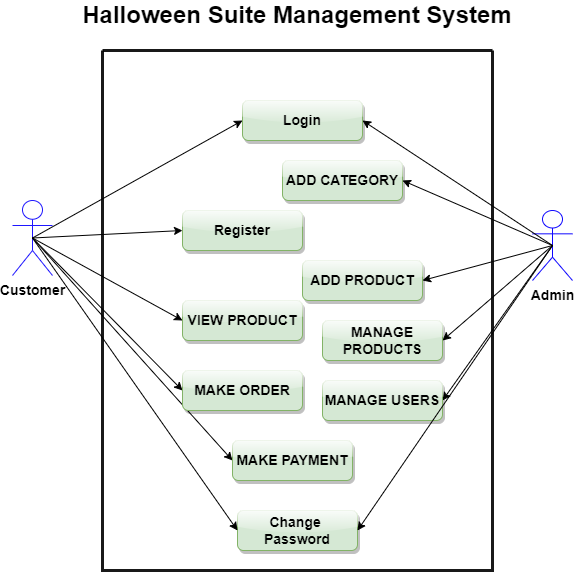 Halloween Suite Management System
Login
ADD CATEGORY
Register
ADD PRODUCT
Customer
Admin
VIEW PRODUCT
MANAGE
PRODUCTS
MAKE ORDER
MANAGE USERS
MAKE PAYMENT
Change
Password